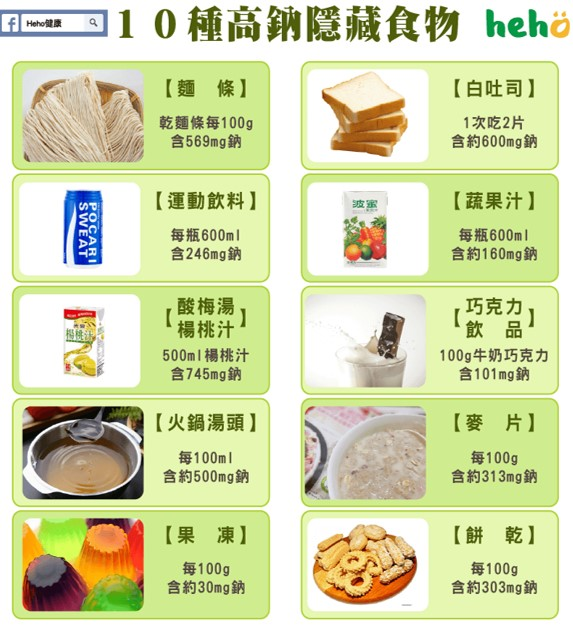 Heho健康
10種高鈉隱藏食物
heho
【麵 條】
乾麵條每100g
含569mg鈉
【白吐司】
1次吃2片
含約600mg鈉
【運動飲料】
每瓶600ml
含246mg鈉
POCARI
SWEAT
【蔬果汁】
每瓶600ml
含約160mg鈉
波蜜
【酸梅湯
楊桃汁】
500ml楊桃汁
含745mg鈉
楊桃汁
【巧克力
飲 品】
100g牛奶巧克力
含101mg鈉
【火鍋湯頭】
每100ml
含約500mg鈉
【麥 片】
每100g
含約313mg鈉
【果 凍】
每100g
含約30mg鈉
【餅 乾】
每100g
含約303mg鈉